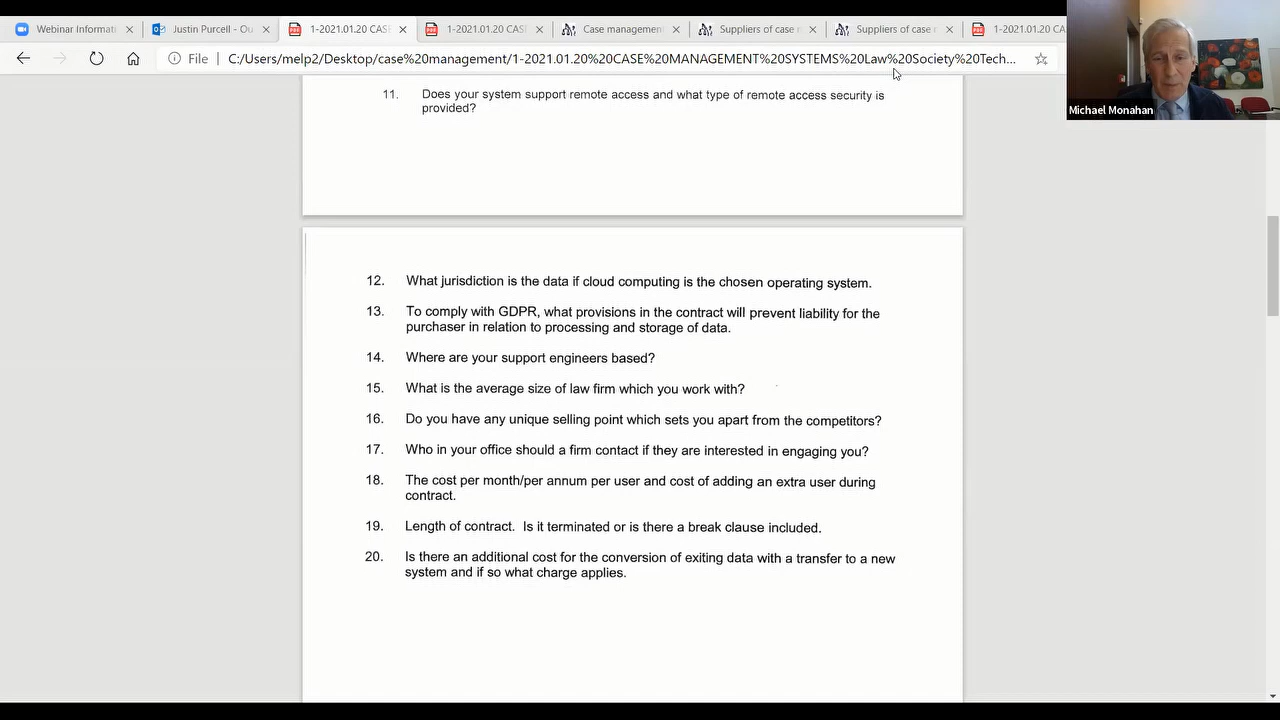 Webinar Informati
Justin Purcell - Ou
1-2021.01.20 CAS
1-2021.01.20 CASE
Case management
Suppliers of case m
Suppliers of case m
1-2021.01.20 CAS
File
C:/Users/melp2/Desktop/case%20management/1-2021.01.20%20CASE%20MANAGEMENT%20SYSTEMS%20Law%20Society%20Tech...
Michael Monahan
11. Does your system support remote access and what type of remote access security is
provided?
12. What jurisdiction is the data if cloud computing is the chosen operating system.
13. To comply with GDPR, what provisions in the contract will prevent liability for the
purchaser in relation to processing and storage of data.
14. Where are your support engineers based?
15. What is the average size of law firm which you work with?
16. Do you have any unique selling point which sets you apart from the competitors?
17. Who in your office should a firm contact if they are interested in engaging you?
18. The cost per month/per annum per user and cost of adding an extra user during
contract.
19. Length of contract. Is it terminated or is there a break clause included.
20. Is there an additional cost for the conversion of exiting data with a transfer to a new
system and if so what charge applies.